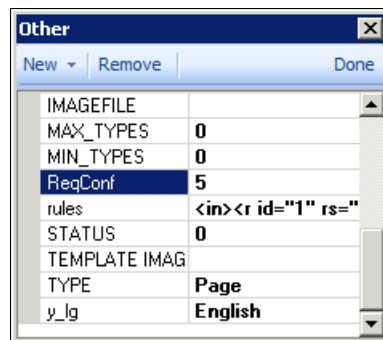 Other
New Remove Done
IMAGEFILE
MAX_TYPES 0
MIN_TYPES 0
ReqConf 5
rules <in><r id="1" rs="
STATUS 0
TEMPLATE IMAG
TYPE Page
y_lg English